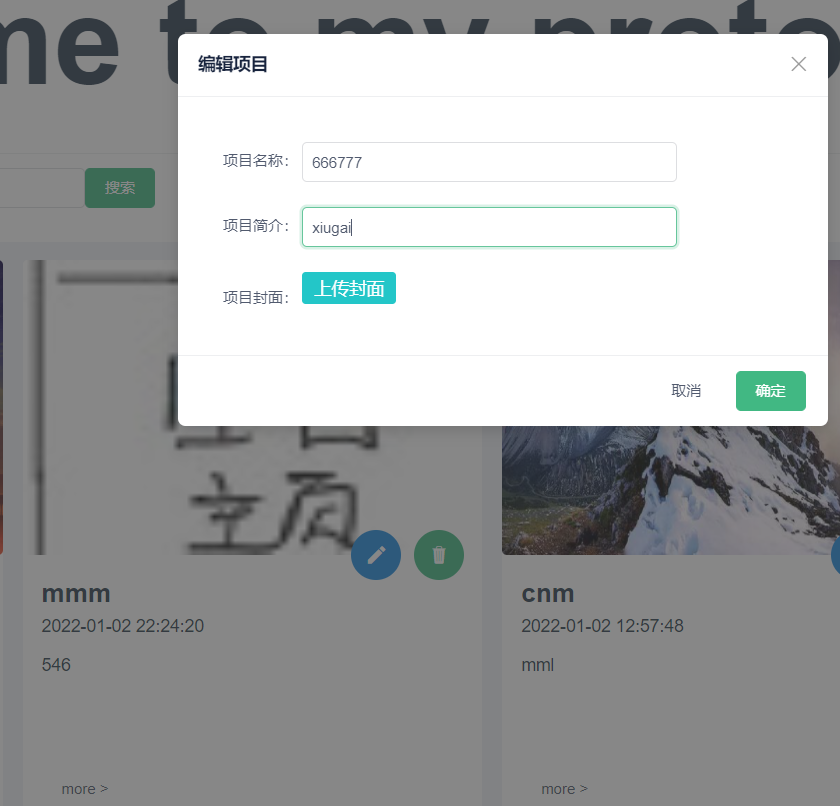 me to my proto
编辑项目
项目名称：
666777
项目简介：
xiugai
项目封面：
上传封面
取消
确定
搜索
mmm
2022-01-02 22:24:20
546
more >
cnm
2022-01-02 12:57:48
mml
more >